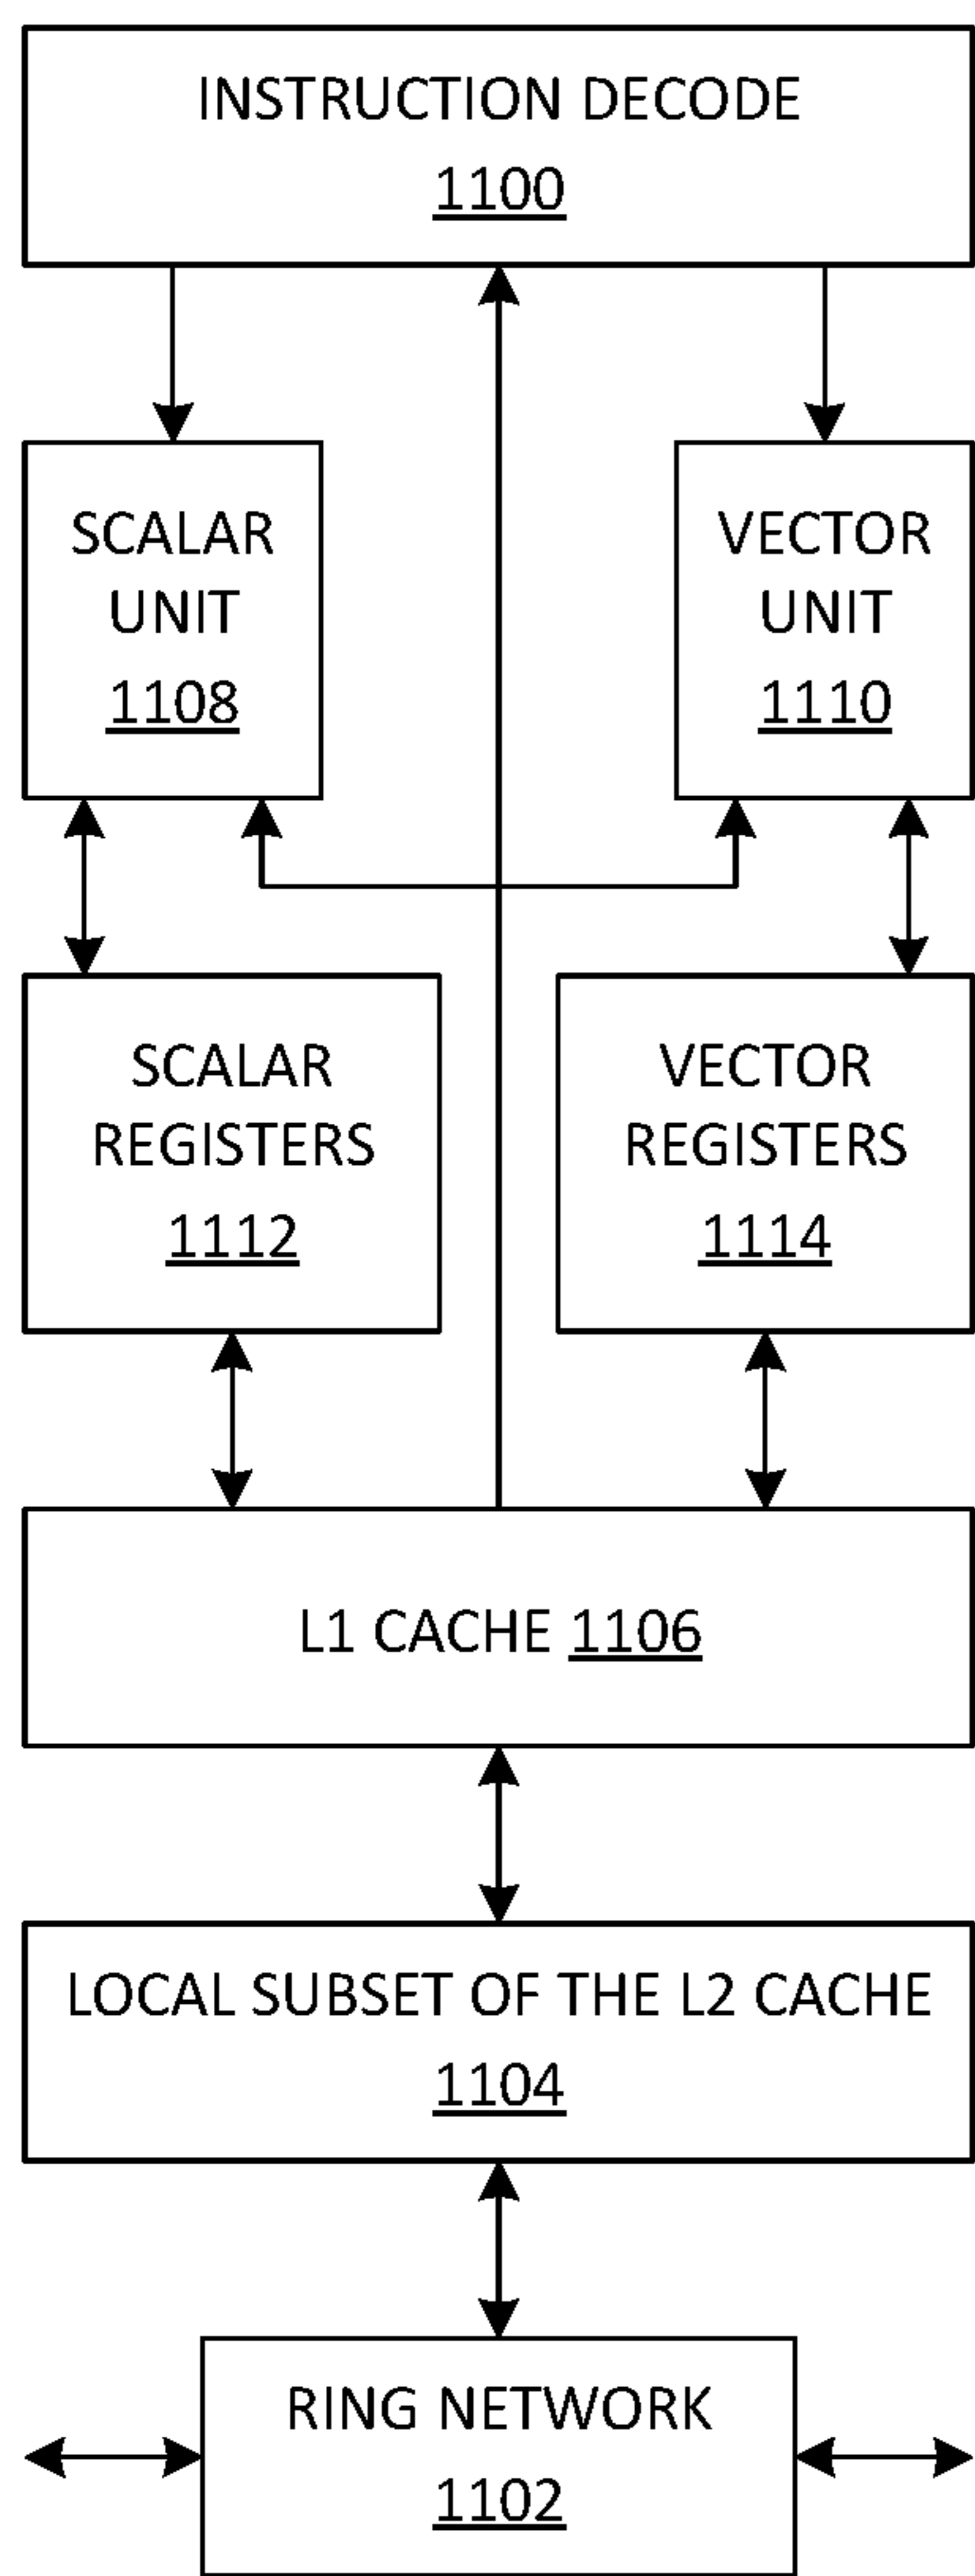 INSTRUCTION DECODE
1100
SCALAR
UNIT
1108
VECTOR
UNIT
1110
SCALAR
REGISTERS
1112
VECTOR
REGISTERS
1114
L1 CACHE 1106
LOCAL SUBSET OF THE L2 CACHE
1104
RING NETWORK
1102